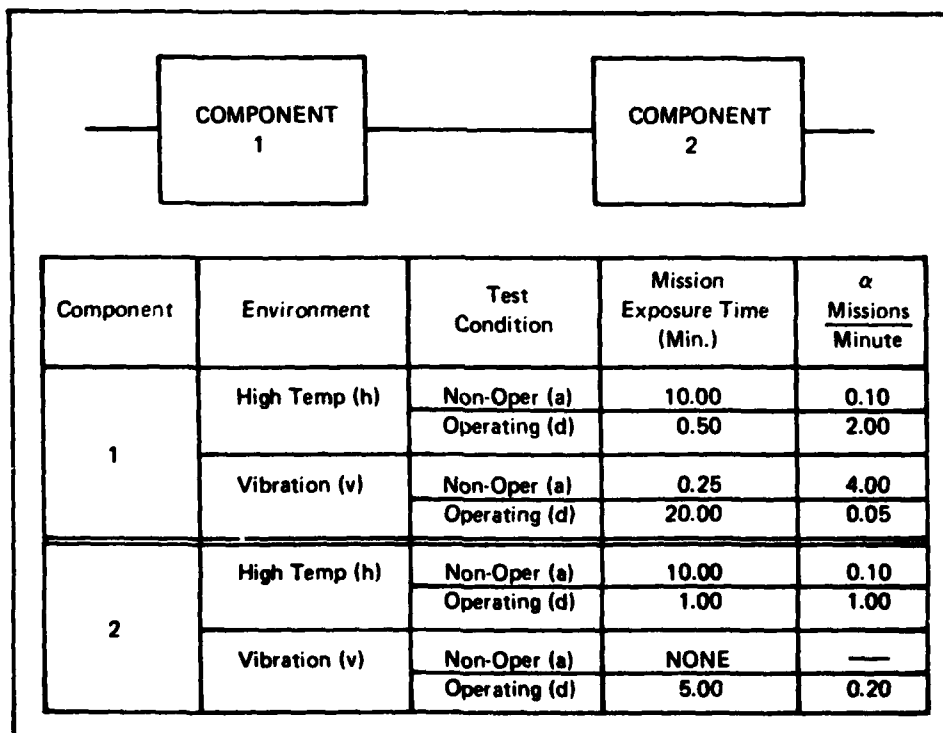 COMPONENT
1
COMPONENT
2
Component Environment Test Condition Mission Exposure Time (Min.) α Missions Minute
1 High Temp (h) Non-Oper (a) 10.00 0.10
Operating (d) 0.50 2.00
Vibration (v) Non-Oper (a) 0.25 4.00
Operating (d) 20.00 0.05
2 High Temp (h) Non-Oper (a) 10.00 0.10
Operating (d) 1.00 1.00
Vibration (v) Non-Oper (a) NONE —
Operating (d) 5.00 0.20